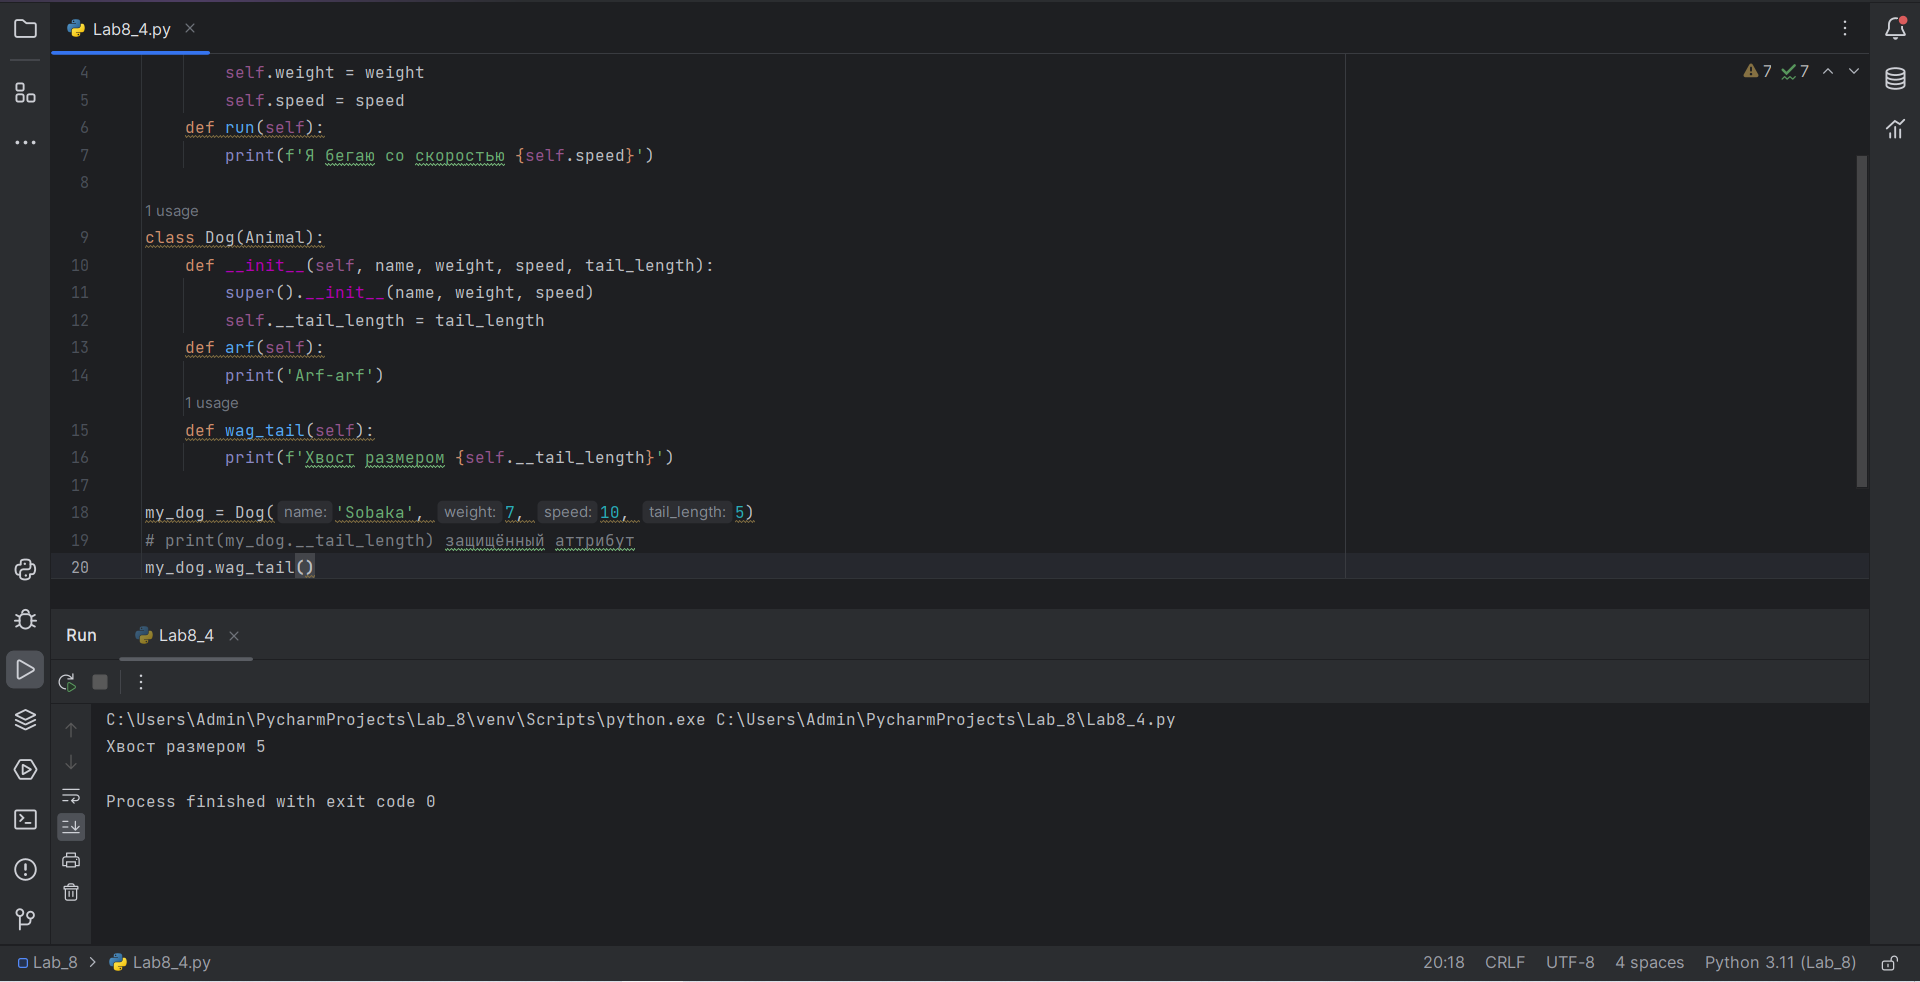 Lab8_4.py
7 7
4 self.weight = weight
5 self.speed = speed
6 def run(self):
7 print(f'Я бегаю со скоростью {self.speed}')
8
1 usage
9 class Dog(Animal):
10 def __init__(self, name, weight, speed, tail_length):
11 super().__init__(name, weight, speed)
12 self.__tail_length = tail_length
13 def arf(self):
14 print('Arf-arf')
1 usage
15 def wag_tail(self):
16 print(f'Хвост размером {self.__tail_length}')
17
18 my_dog = Dog( name: 'Sobaka', weight: 7, speed: 10, tail_length: 5)
19 # print(my_dog.__tail_length) защищённый аттрибут
20 my_dog.wag_tail()
Run Lab8_4
C:\Users\Admin\PycharmProjects\Lab_8\venv\Scripts\python.exe C:\Users\Admin\PycharmProjects\Lab_8\Lab8_4.py
Хвост размером 5
Process finished with exit code 0
Lab_8 > Lab8_4.py 20:18 CRLF UTF-8 4 spaces Python 3.11 (Lab_8)